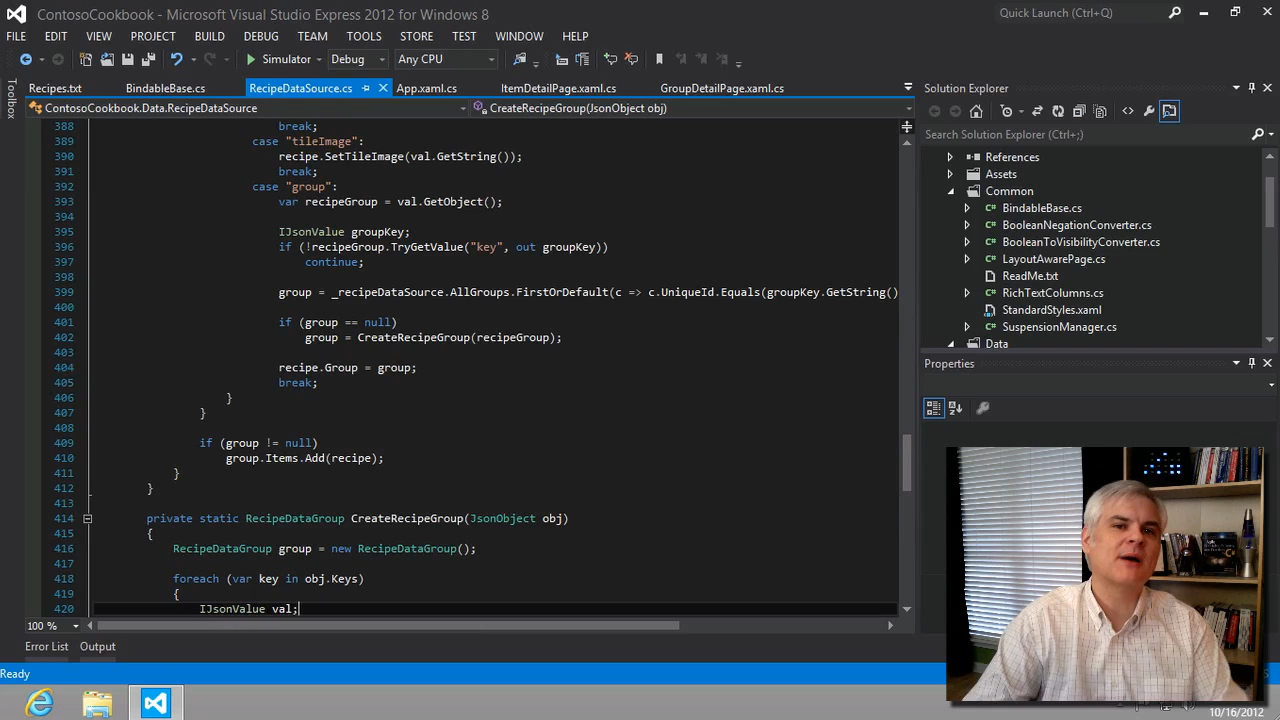 ContosoCookbook - Microsoft Visual Studio Express 2012 for Windows 8
Quick Launch (Ctrl+Q)
FILE EDIT VIEW PROJECT BUILD DEBUG TEAM TOOLS STORE TEST WINDOW HELP
Simulator Debug Any CPU
Toolbox
Recipes.txt BindableBase.cs RecipeDataSource.cs App.xaml.cs ItemDetailPage.xaml.cs GroupDetailPage.xaml.cs
ContosoCookbook.Data.RecipeDataSource CreateRecipeGroup(JsonObject obj)
388 break;
389 case "tileImage":
390 recipe.SetTileImage(val.GetString());
391 break;
392 case "group":
393 var recipeGroup = val.GetObject();
394
395 IJsonValue groupKey;
396 if (!recipeGroup.TryGetValue("key", out groupKey))
397 continue;
398
399 group = _recipeDataSource.AllGroups.FirstOrDefault(c => c.UniqueId.Equals(groupKey.GetString()
400
401 if (group == null)
402 group = CreateRecipeGroup(recipeGroup);
403
404 recipe.Group = group;
405 break;
406 }
407 }
408
409 if (group != null)
410 group.Items.Add(recipe);
411 }
412 }
413
414 private static RecipeDataGroup CreateRecipeGroup(JsonObject obj)
415 {
416 RecipeDataGroup group = new RecipeDataGroup();
417
418 foreach (var key in obj.Keys)
419 {
420 IJsonValue val;
100 %
Error List Output
Ready
Solution Explorer
Search Solution Explorer (Ctrl+;)
References
Assets
Common
C# BindableBase.cs
C# BooleanNegationConverter.cs
C# BooleanToVisibilityConverter.cs
C# LayoutAwarePage.cs
ReadMe.txt
C# RichTextColumns.cs
StandardStyles.xaml
C# SuspensionManager.cs
Data
Properties
10/16/2012